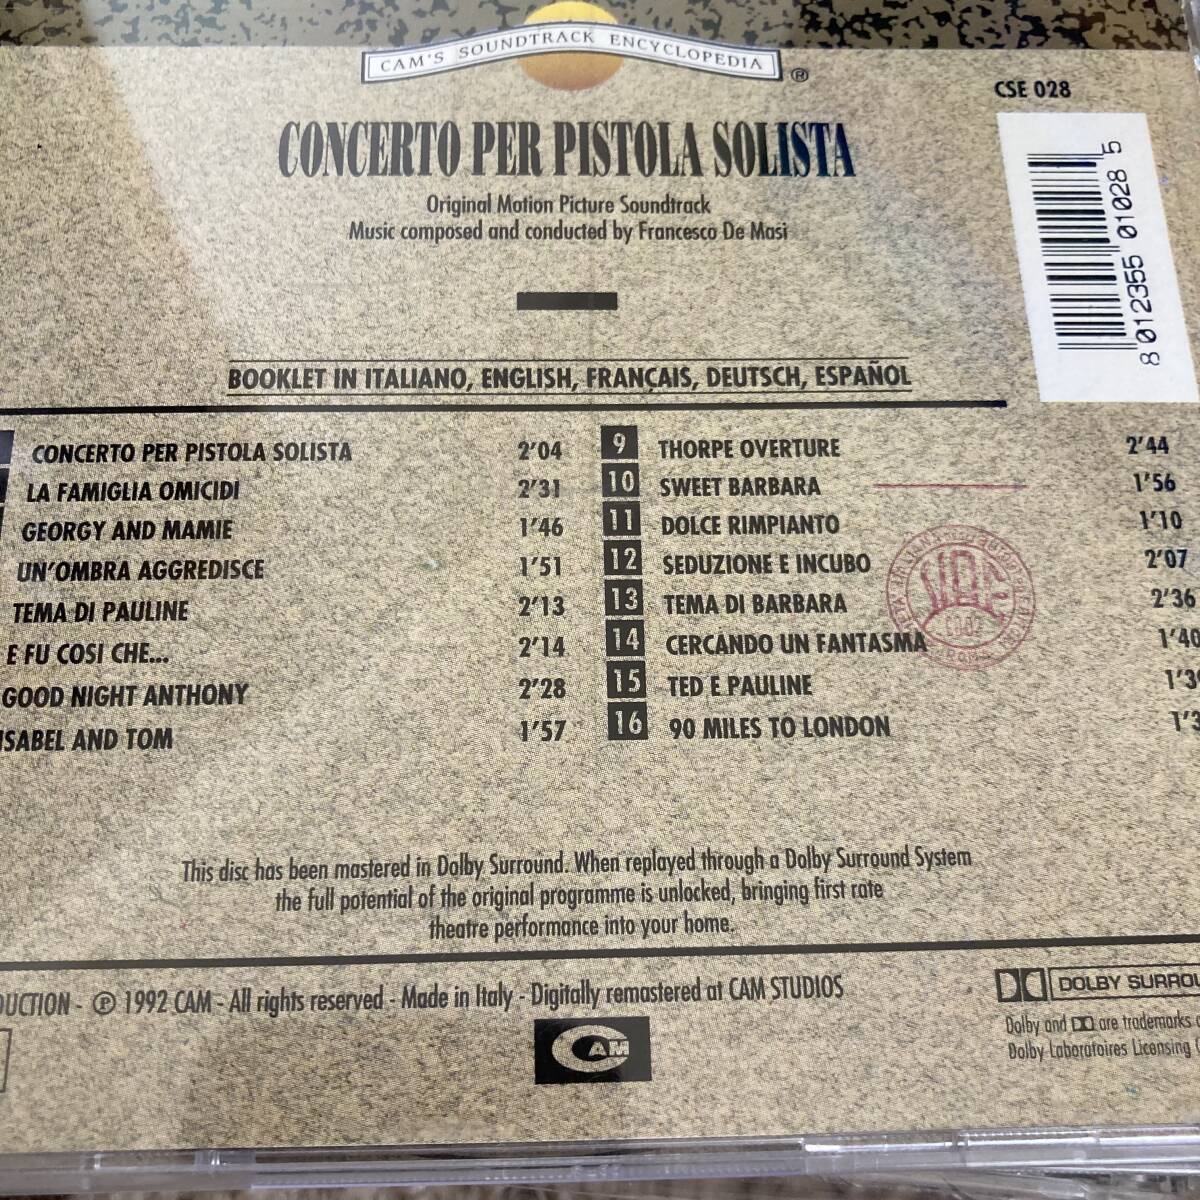 CAM'S SOUNDTRACK ENCYCLOPEDIA ®
CSE 028
CONCERTO PER PISTOLA SOLISTA
Original Motion Picture Soundtrack
Music composed and conducted by Francesco De Masi
8 012355 01028 5
BOOKLET IN ITALIANO, ENGLISH, FRANÇAIS, DEUTSCH, ESPAÑOL
CONCERTO PER PISTOLA SOLISTA 2'04
LA FAMIGLIA OMICIDI 2'31
GEORGY AND MAMIE 1'46
UN'OMBRA AGGREDISCE 1'51
TEMA DI PAULINE 2'13
E FU COSI CHE... 2'14
GOOD NIGHT ANTHONY 2'28
ISABEL AND TOM 1'57
9 THORPE OVERTURE 2'44
10 SWEET BARBARA 1'56
11 DOLCE RIMPIANTO 1'10
12 SEDUZIONE E INCUBO 2'07
13 TEMA DI BARBARA 2'36
14 CERCANDO UN FANTASMA 1'40
15 TED E PAULINE 1'3
16 90 MILES TO LONDON 1'3
This disc has been mastered in Dolby Surround. When replayed through a Dolby Surround System
the full potential of the original programme is unlocked, bringing first rate
theatre performance into your home.
DUCTION - ℗ 1992 CAM - All rights reserved - Made in Italy - Digitally remastered at CAM STUDIOS
CAM
DOLBY SURROU
Dolby and are trademarks o
Dolby Laboratoires Licensing